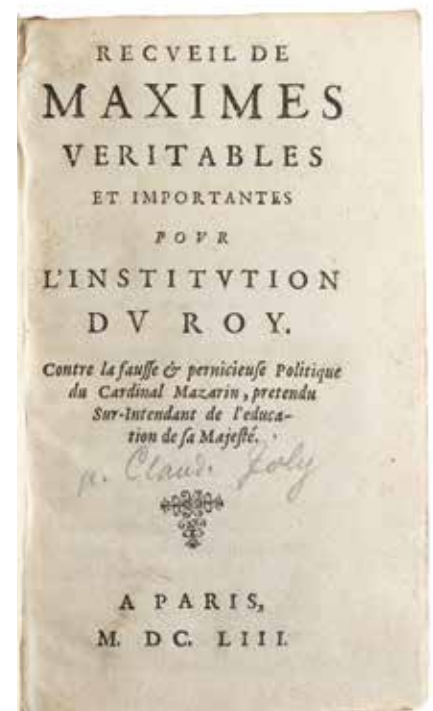 RECVEIL DE
MAXIMES
VERITABLES
ET IMPORTANTES
POVR
L'INSTITVTION
DV ROY.
Contre la fauſſe & pernicieuſe Politique
du Cardinal Mazarin, pretendu
Sur-Intendant de l'educa-
tion de ſa Majeſté.
p. Claud. Joly
A PARIS,
M. DC. LIII.